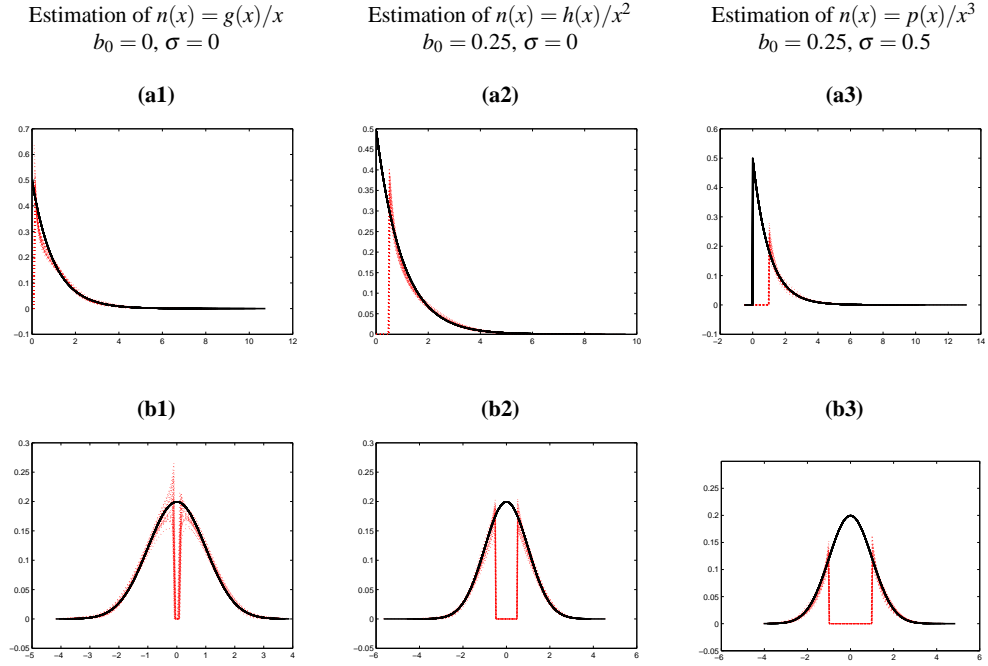 Estimation of n(x) = g(x)/x
b₀ = 0, σ = 0
Estimation of n(x) = h(x)/x²
b₀ = 0.25, σ = 0
Estimation of n(x) = p(x)/x³
b₀ = 0.25, σ = 0.5
(a1)
(a2)
(a3)
0.7
0.6
0.5
0.4
0.3
0.2
0.1
0
−0.1
0 2 4 6 8 10 12
0.5
0.45
0.4
0.35
0.3
0.25
0.2
0.15
0.1
0.05
0
0 2 4 6 8 10
0.6
0.5
0.4
0.3
0.2
0.1
0
−0.1
−2 0 2 4 6 8 10 12 14
(b1)
(b2)
(b3)
0.3
0.25
0.2
0.15
0.1
0.05
0
−0.05
−5 −4 −3 −2 −1 0 1 2 3 4
0.3
0.25
0.2
0.15
0.1
0.05
0
−0.05
−6 −4 −2 0 2 4 6
0.25
0.2
0.15
0.1
0.05
0
−0.05
−6 −4 −2 0 2 4 6